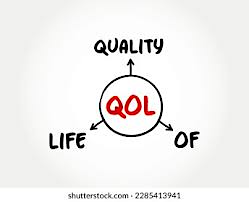 QUALITY
QOL
LIFE OF
shutterstock.com · 2285413941